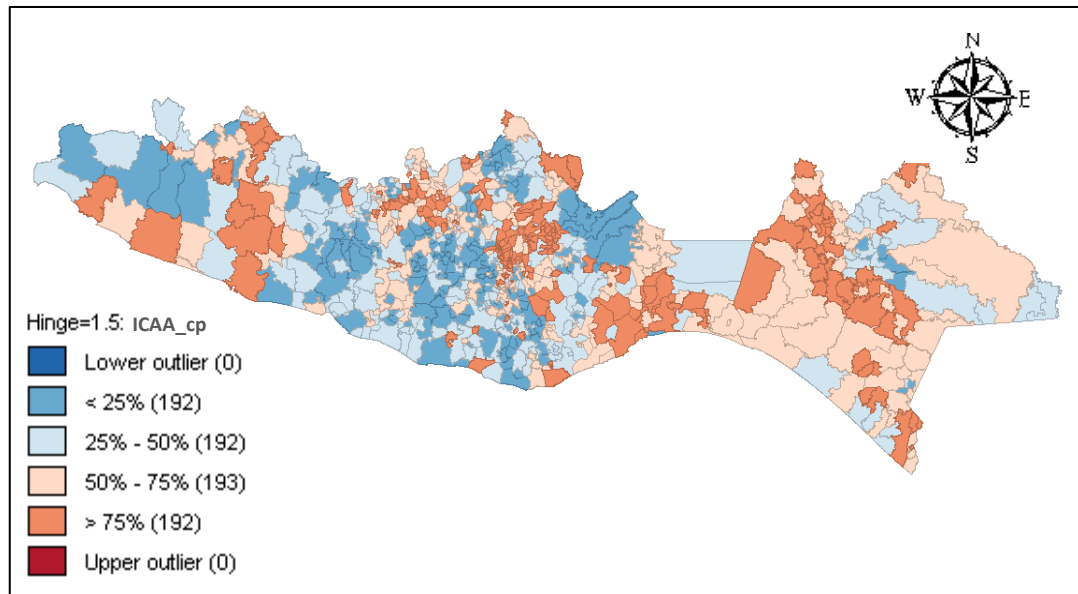 N
W E
S
Hinge=1.5: ICAA_cp
Lower outlier (0)
< 25% (192)
25% - 50% (192)
50% - 75% (193)
> 75% (192)
Upper outlier (0)